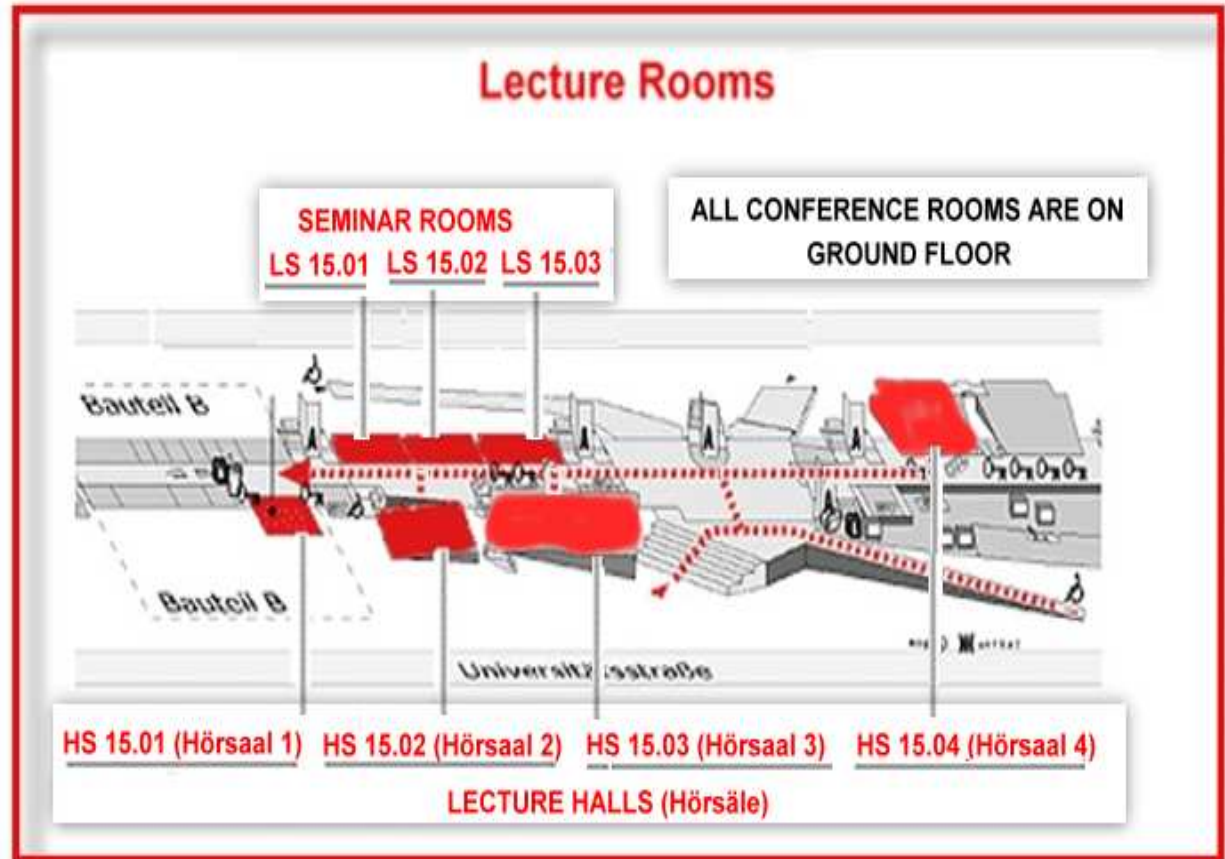 Lecture Rooms
SEMINAR ROOMS
LS 15.01 LS 15.02 LS 15.03
ALL CONFERENCE ROOMS ARE ON
GROUND FLOOR
Bauteil B
A A A A
Bauteil B
Universitätsstraße
HS 15.01 (Hörsaal 1) HS 15.02 (Hörsaal 2) HS 15.03 (Hörsaal 3) HS 15.04 (Hörsaal 4)
LECTURE HALLS (Hörsäle)